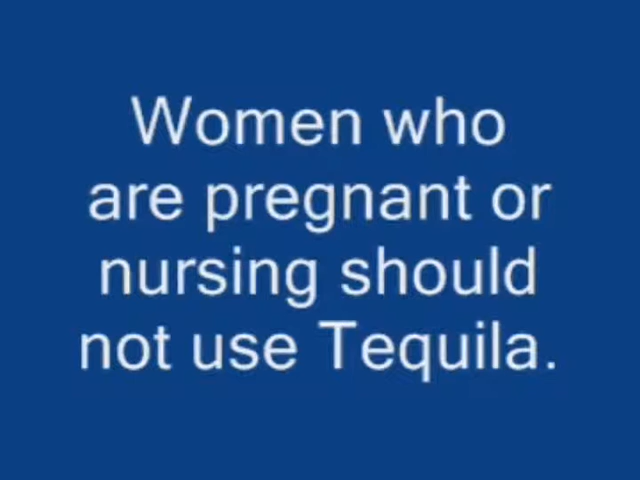 Women who
are pregnant or
nursing should
not use Tequila.